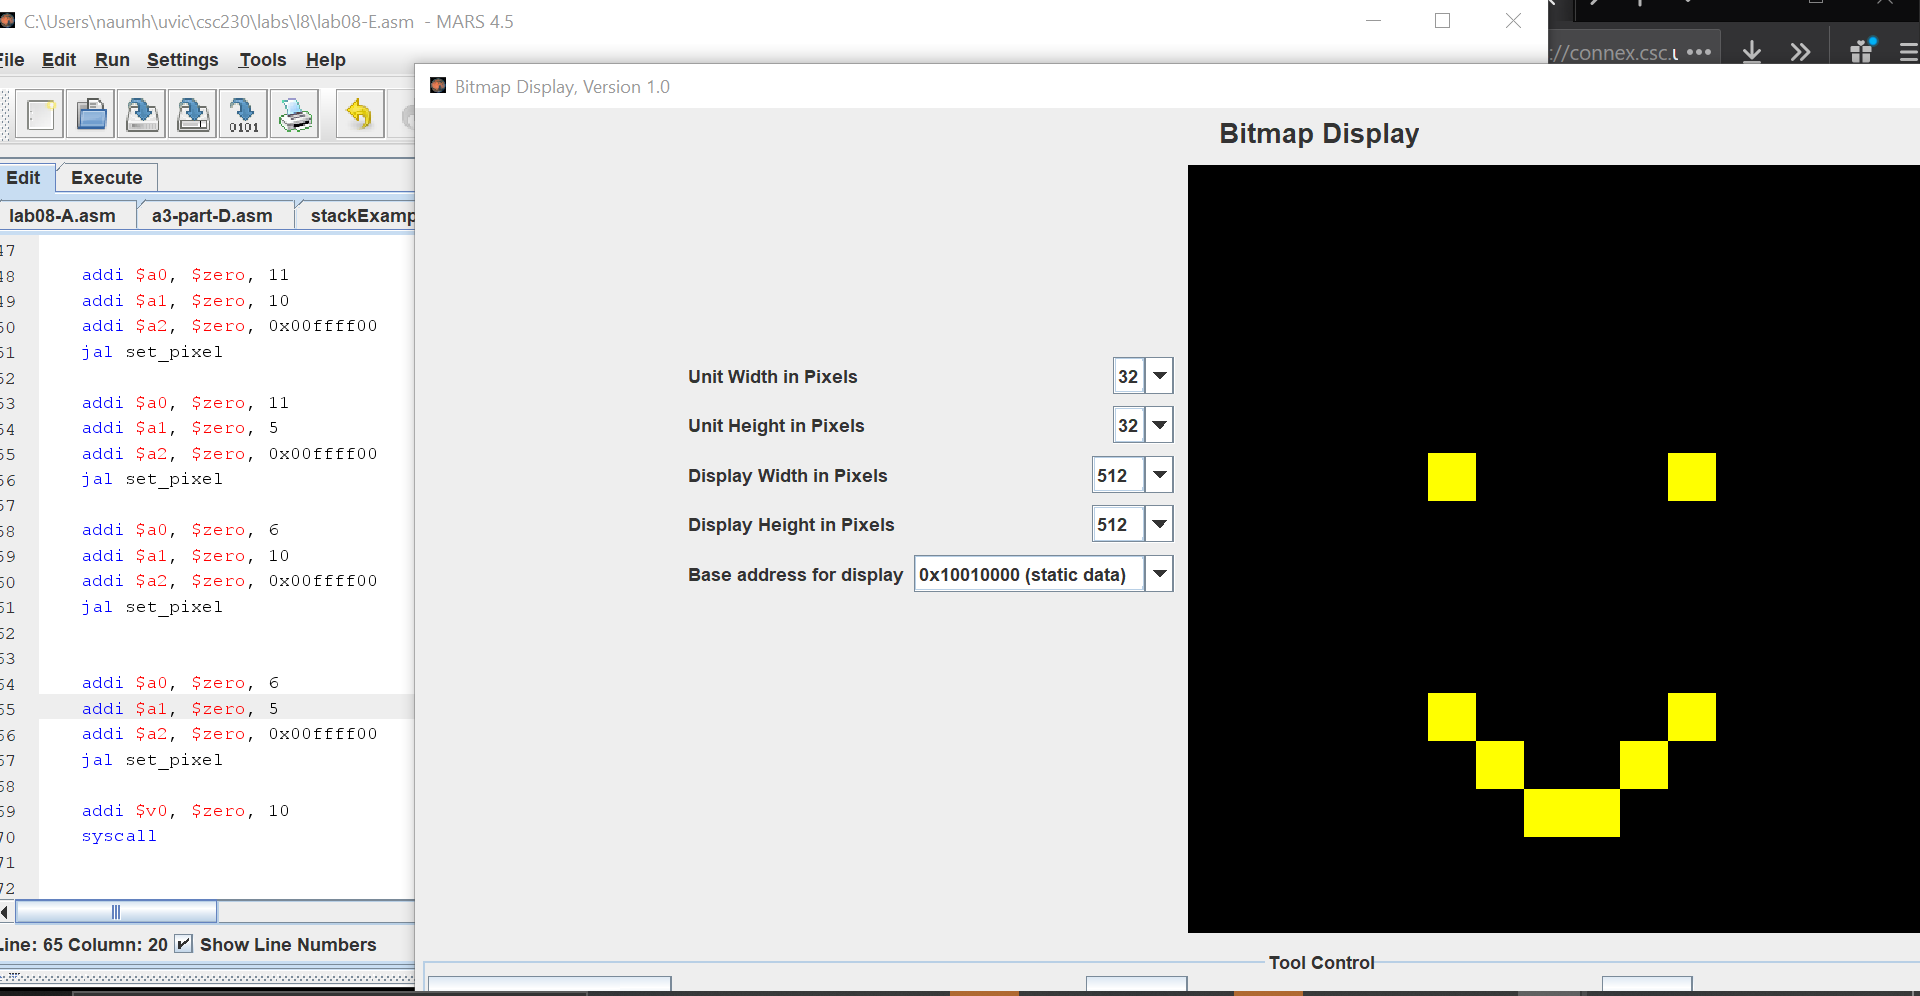 C:\Users\naumh\uvic\csc230\labs\l8\lab08-E.asm - MARS 4.5
File Edit Run Settings Tools Help
://connex.csc.u
Bitmap Display, Version 1.0
0101
Bitmap Display
Edit Execute
lab08-A.asm a3-part-D.asm stackExamp
47
48 addi $a0, $zero, 11
49 addi $a1, $zero, 10
50 addi $a2, $zero, 0x00ffff00
51 jal set_pixel
52
53 addi $a0, $zero, 11
54 addi $a1, $zero, 5
55 addi $a2, $zero, 0x00ffff00
56 jal set_pixel
57
58 addi $a0, $zero, 6
59 addi $a1, $zero, 10
60 addi $a2, $zero, 0x00ffff00
61 jal set_pixel
62
63
64 addi $a0, $zero, 6
65 addi $a1, $zero, 5
66 addi $a2, $zero, 0x00ffff00
67 jal set_pixel
68
69 addi $v0, $zero, 10
70 syscall
71
72
Line: 65 Column: 20 Show Line Numbers
Unit Width in Pixels 32
Unit Height in Pixels 32
Display Width in Pixels 512
Display Height in Pixels 512
Base address for display 0x10010000 (static data)
Tool Control